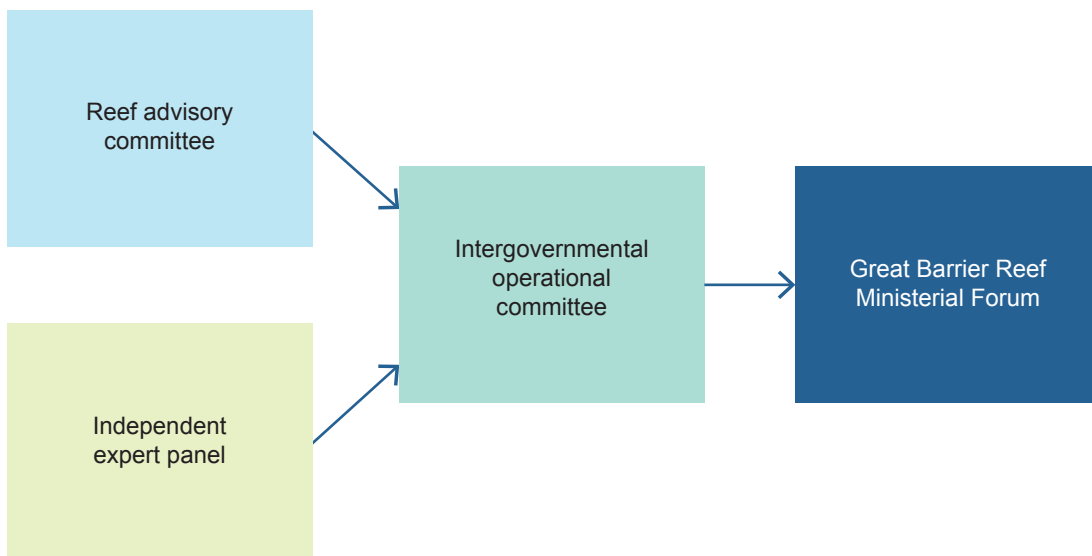 Reef advisory
committee
Intergovernmental
operational
committee
Great Barrier Reef
Ministerial Forum
Independent
expert panel